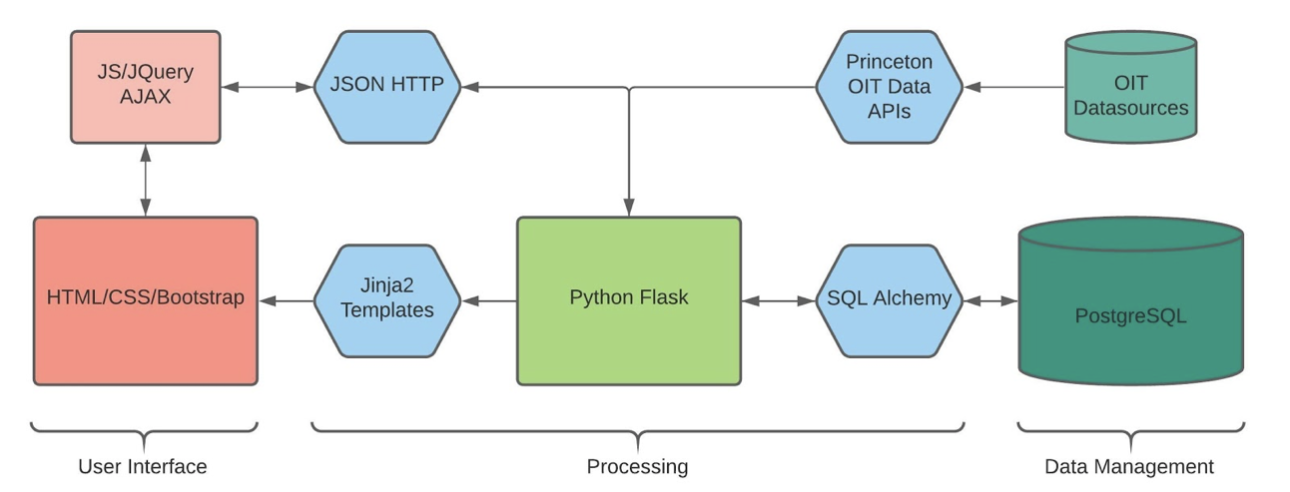 JS/JQuery
AJAX
JSON HTTP
Princeton
OIT Data
APIs
OIT
Datasources
HTML/CSS/Bootstrap
Jinja2
Templates
Python Flask
SQL Alchemy
PostgreSQL
User Interface
Processing
Data Management